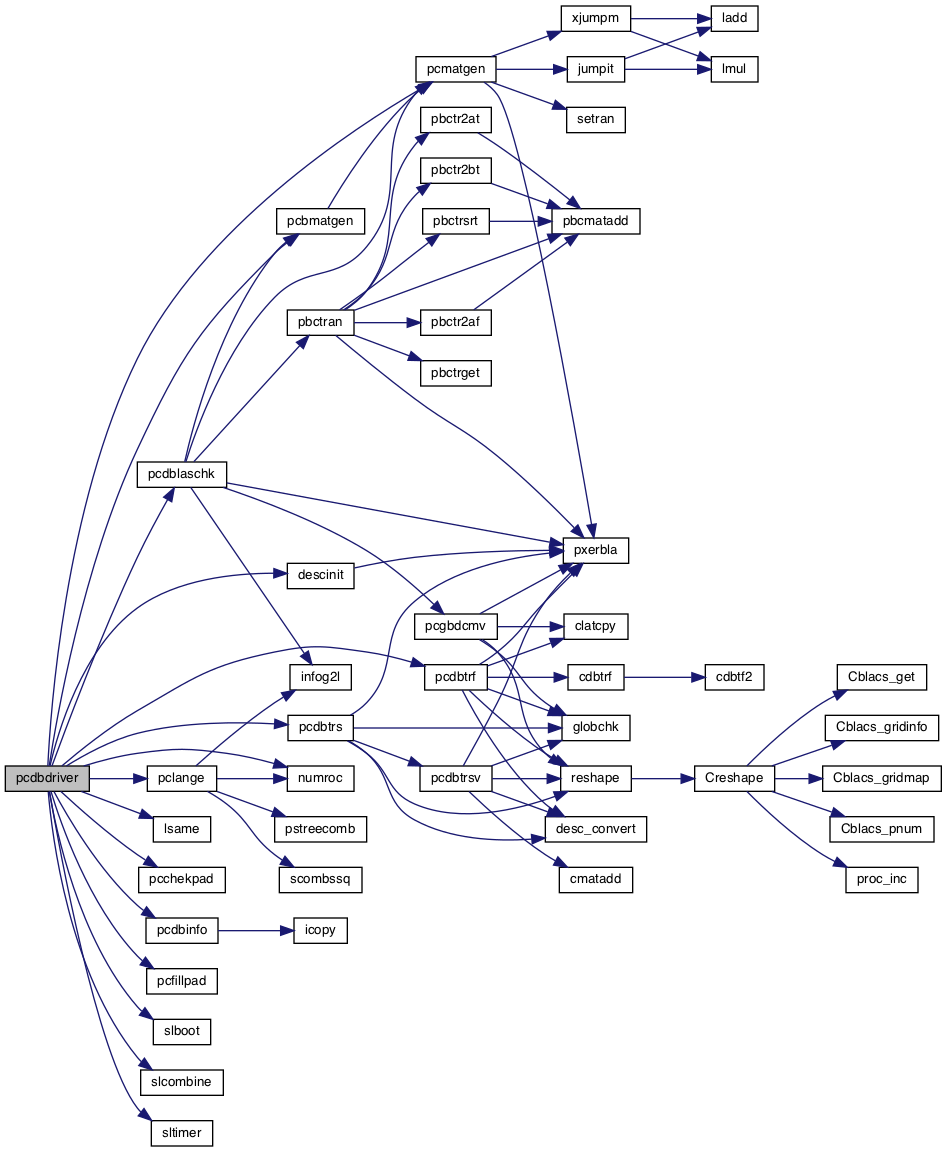 xjumpm
ladd
pcmatgen
jumpit
lmul
pbctr2at
setran
pbctr2bt
pcbmatgen
pbctrsrt
pbcmatadd
pbctran
pbctr2af
pbctrget
pcdblaschk
pxerbla
descinit
pcgbdcmv
clatcpy
infog2l
pcdbtrf
cdbtrf
cdbtf2
Cblacs_get
pcdbtrs
globchk
Cblacs_gridinfo
pcdbdriver
pclange
numroc
pcdbtrsv
reshape
Creshape
Cblacs_gridmap
lsame
pstreecomb
desc_convert
Cblacs_pnum
pcchekpad
scombssq
cmatadd
proc_inc
pcdbinfo
icopy
pcfillpad
slboot
slcombine
sltimer